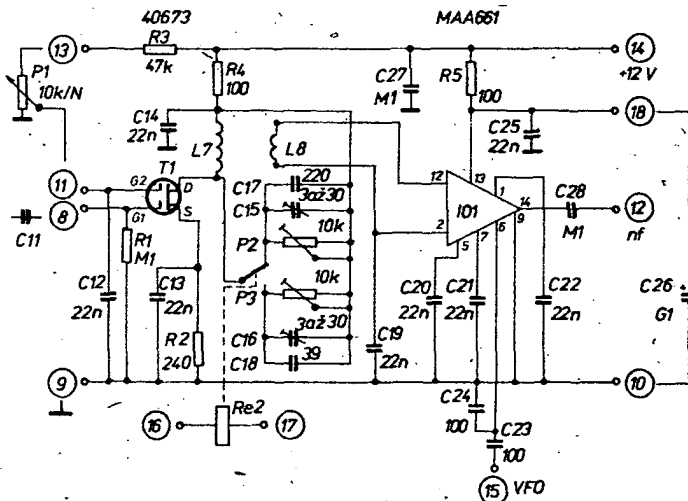 40673
MAA661
13
R3
47k
14
+12 V
P1
10k/N
R4
100
C27
M1
R5
100
18
C14
22n
C25
22n
L7
L8
T1
G2
D
G1
S
C17
220
C15
3až30
12
13
1
IO1
14
2
5
7
6
9
C28
M1
12
nf
11
8
C11
R1
M1
P2
10k
10k
P3
C12
22n
C13
22n
C20
22n
C21
22n
C22
22n
C26
G1
+
R2
240
3až30
C16
39
C18
C19
22n
9
10
C24
100
C23
100
Re2
16
17
15
VFO